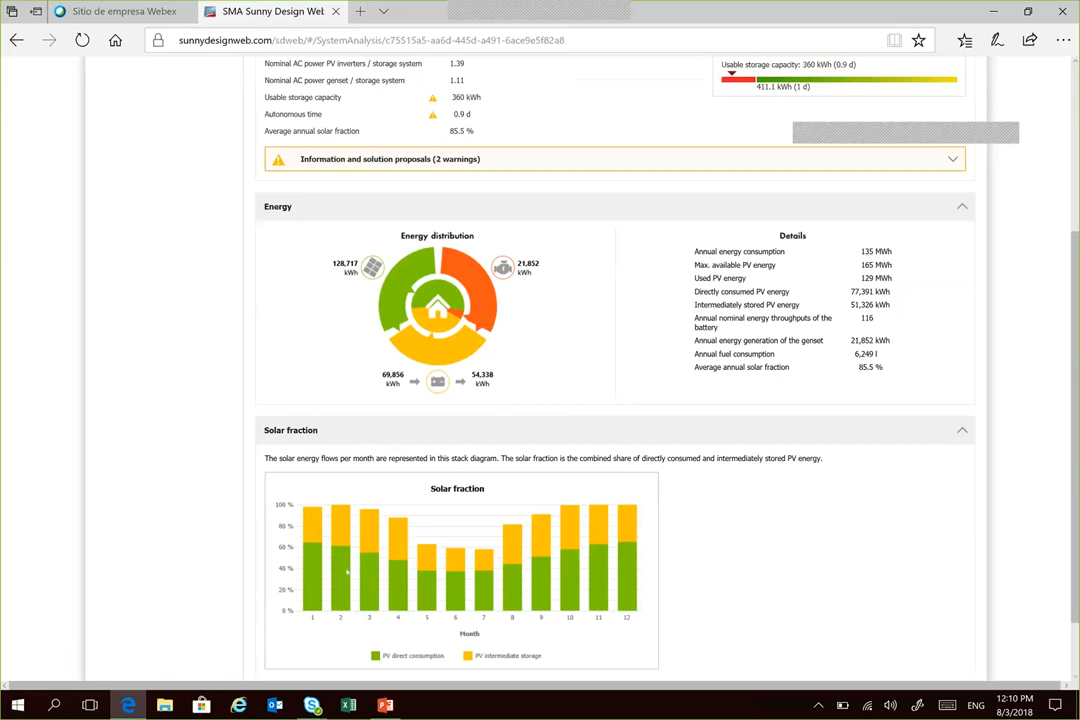 Sitio de empresa Webex
SMA Sunny Design Web
sunnydesignweb.com/sdweb/#/SystemAnalysis/c75515a5-aa6d-445d-a491-6ace9e5f82a8
Nominal AC power PV inverters / storage system 1.39
Nominal AC power genset / storage system 1.11
Usable storage capacity 360 kWh
Autonomous time 0.9 d
Average annual solar fraction 85.5 %
Usable storage capacity: 360 kWh (0.9 d)
411.1 kWh (1 d)
Information and solution proposals (2 warnings)
Energy
Energy distribution
128,717
kWh
21,852
kWh
69,856
kWh
54,338
kWh
Details
Annual energy consumption 135 MWh
Max. available PV energy 165 MWh
Used PV energy 129 MWh
Directly consumed PV energy 77,391 kWh
Intermediately stored PV energy 51,326 kWh
Annual nominal energy throughputs of the 116
battery
Annual energy generation of the genset 21,852 kWh
Annual fuel consumption 6,249 l
Average annual solar fraction 85.5 %
Solar fraction
The solar energy flows per month are represented in this stack diagram. The solar fraction is the combined share of directly consumed and intermediately stored PV energy.
Solar fraction
100 %
80 %
60 %
40 %
20 %
0 %
1 2 3 4 5 6 7 8 9 10 11 12
Month
PV direct consumption PV intermediate storage
ENG
12:10 PM
8/3/2018